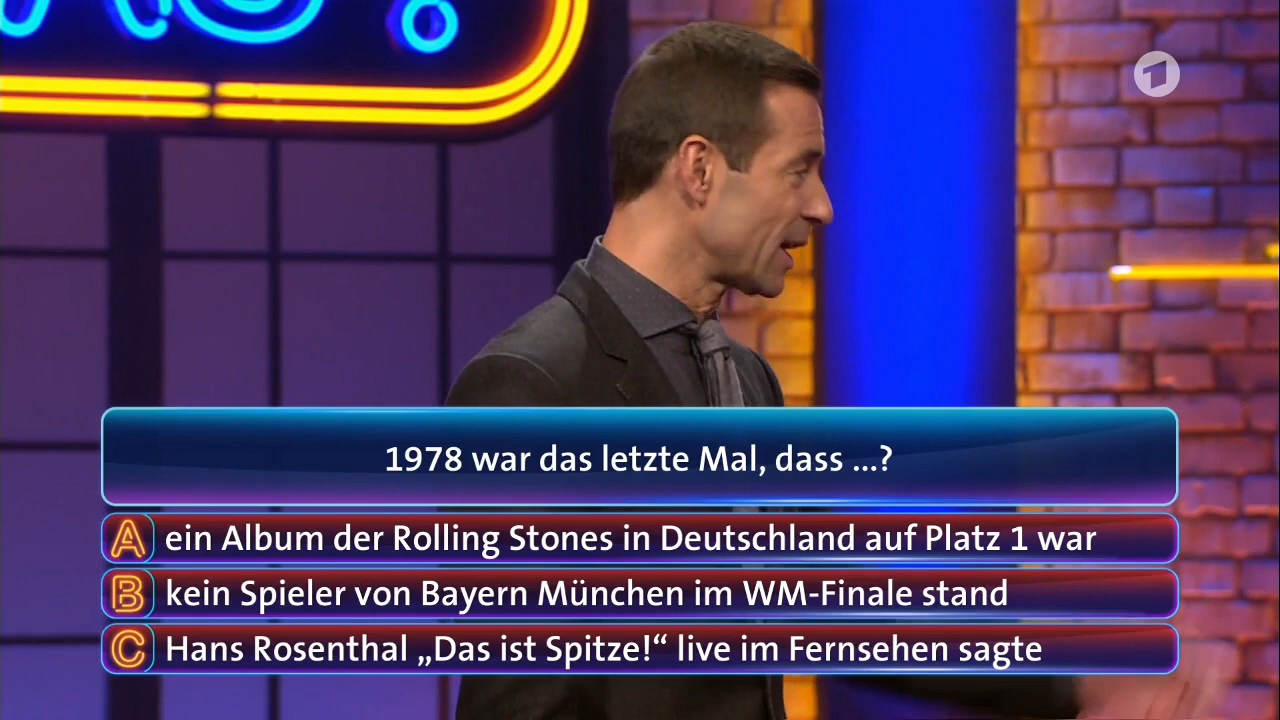 1
1978 war das letzte Mal, dass ...?
A ein Album der Rolling Stones in Deutschland auf Platz 1 war
B kein Spieler von Bayern München im WM-Finale stand
C Hans Rosenthal „Das ist Spitze!“ live im Fernsehen sagte